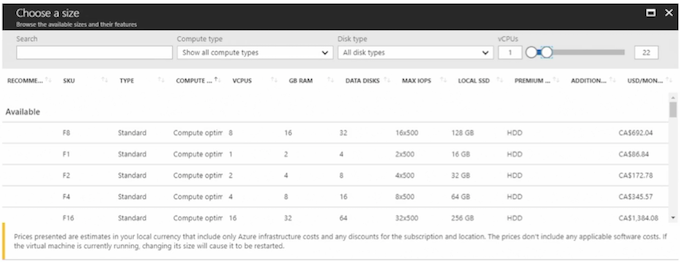 Choose a size
Browse the available sizes and their features
Search Compute type Disk type vCPUs
Show all compute types All disk types 1 22
RECOMME... SKU TYPE COMPUTE ... VCPUS GB RAM DATA DISKS MAX IOPS LOCAL SSD PREMIUM ... ADDITION... USD/MON...
Available
F8 Standard Compute optim 8 16 32 16x500 128 GB HDD CA$692.04
F1 Standard Compute optim 1 2 4 2x500 16 GB HDD CA$86.84
F2 Standard Compute optim 2 4 8 4x500 32 GB HDD CA$172.78
F4 Standard Compute optim 4 8 16 8x500 64 GB HDD CA$345.57
F16 Standard Compute optim 16 32 64 32x500 256 GB HDD CA$1,384.08
Prices presented are estimates in your local currency that include only Azure infrastructure costs and any discounts for the subscription and location. The prices don't include any applicable software costs. If
the virtual machine is currently running, changing its size will cause it to be restarted.